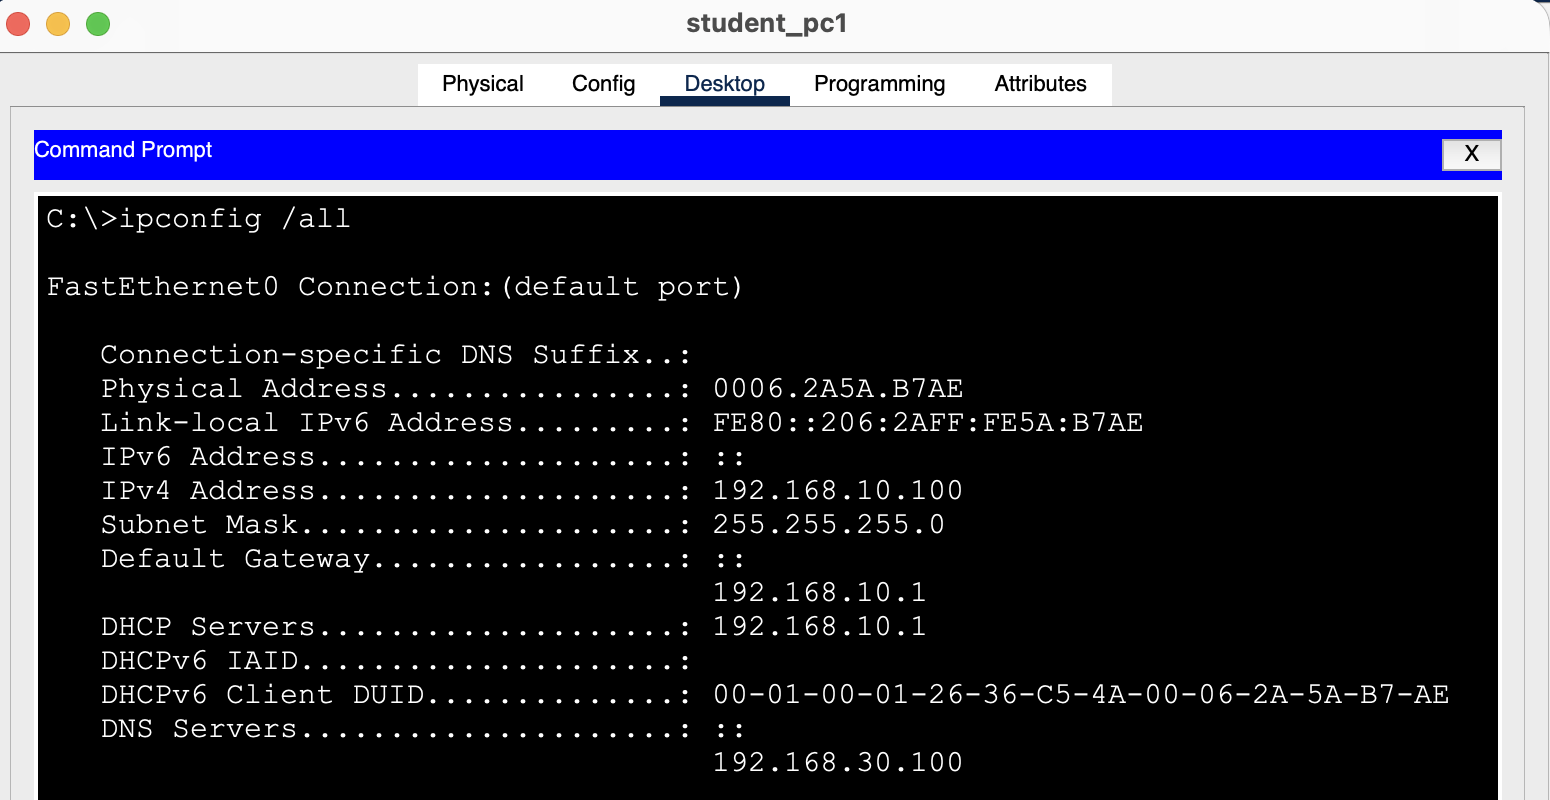 student_pc1
Physical Config Desktop Programming Attributes
Command Prompt X
C:\>ipconfig /all
FastEthernet0 Connection:(default port)
Connection-specific DNS Suffix..:
Physical Address................: 0006.2A5A.B7AE
Link-local IPv6 Address.........: FE80::206:2AFF:FE5A:B7AE
IPv6 Address....................: ::
IPv4 Address....................: 192.168.10.100
Subnet Mask.....................: 255.255.255.0
Default Gateway.................: ::
192.168.10.1
DHCP Servers....................: 192.168.10.1
DHCPv6 IAID.....................:
DHCPv6 Client DUID..............: 00-01-00-01-26-36-C5-4A-00-06-2A-5A-B7-AE
DNS Servers.....................: ::
192.168.30.100